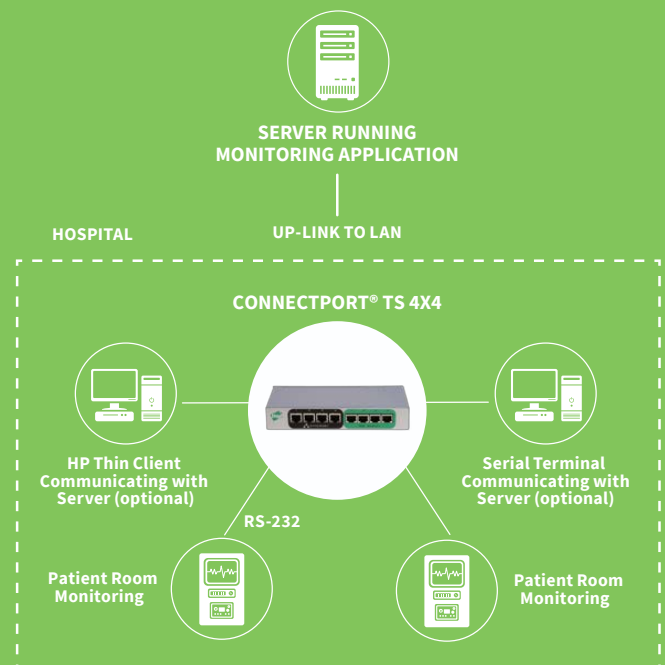 SERVER RUNNING
MONITORING APPLICATION
HOSPITAL
UP-LINK TO LAN
CONNECTPORT® TS 4X4
HP Thin Client
Communicating with
Server (optional)
Serial Terminal
Communicating with
Server (optional)
RS-232
Patient Room
Monitoring
Patient Room
Monitoring